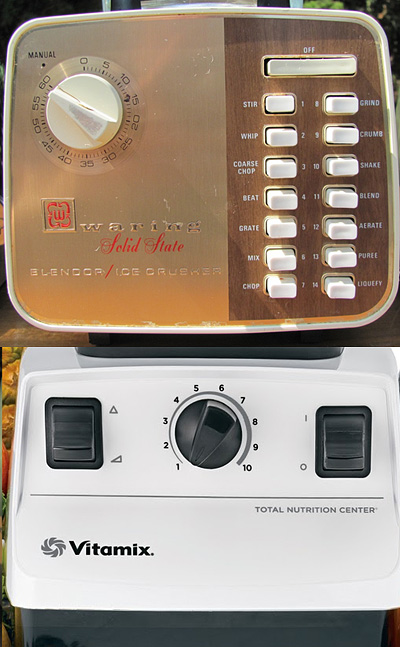 MANUAL
OFF
0
5
10
15
20
25
30
35
40
45
50
55
60
STIR 1 8 GRIND
WHIP 2 9 CRUMB
COARSE
CHOP 3 10 SHAKE
BEAT 4 11 BLEND
GRATE 5 12 AERATE
MIX 6 13 PUREE
CHOP 7 14 LIQUEFY
W
waring
Solid State
BLENDOR/ICE CRUSHER
1
2
3
4
5
6
7
8
9
10
I
O
TOTAL NUTRITION CENTER®
Vitamix.